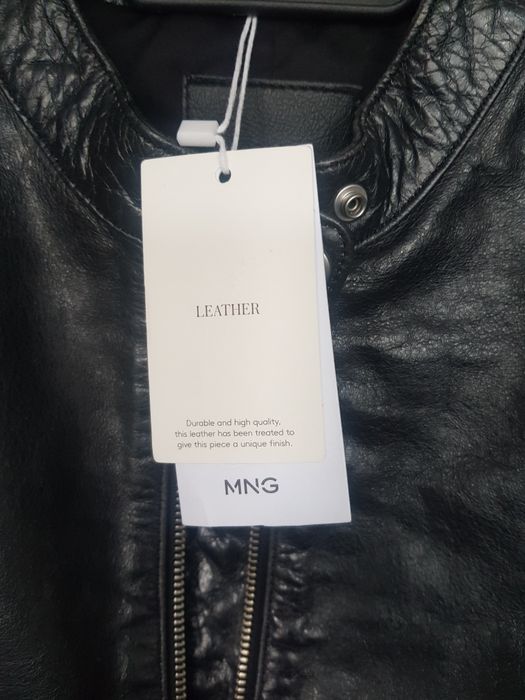 LEATHER
Durable and high quality,
this leather has been treated to
give this piece a unique finish.
MNG